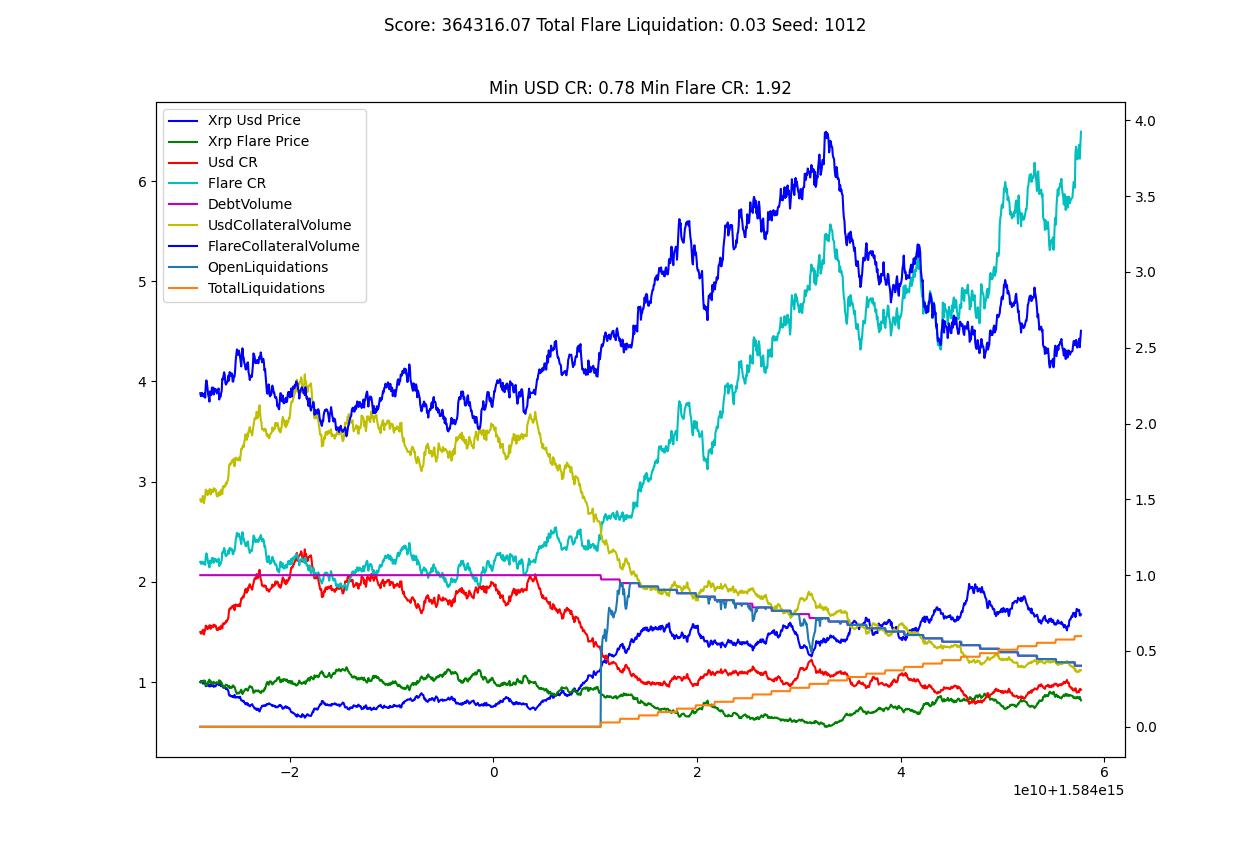 Score: 364316.07 Total Flare Liquidation: 0.03 Seed: 1012
Min USD CR: 0.78 Min Flare CR: 1.92
Xrp Usd Price
Xrp Flare Price
Usd CR
Flare CR
DebtVolume
UsdCollateralVolume
FlareCollateralVolume
OpenLiquidations
TotalLiquidations
6
5
4
3
2
1
4.0
3.5
3.0
2.5
2.0
1.5
1.0
0.5
0.0
−2 0 2 4 6
1e10+1.584e15